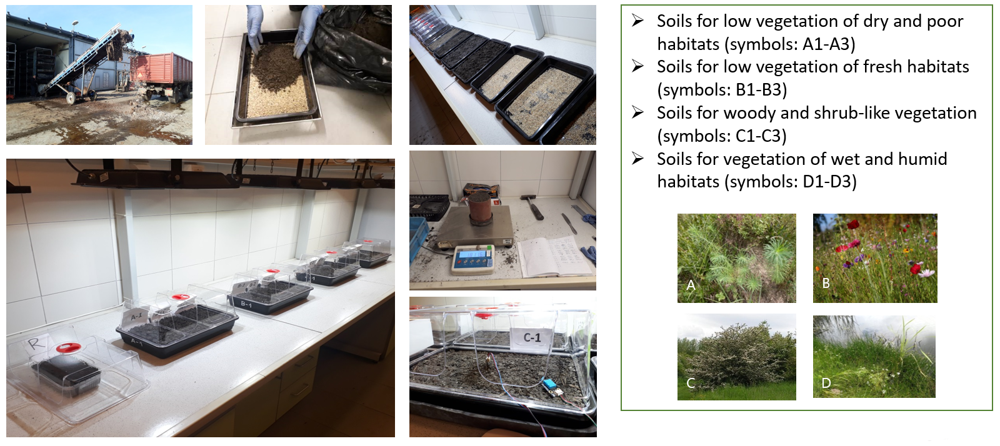 Soils for low vegetation of dry and poor
habitats (symbols: A1-A3)
Soils for low vegetation of fresh habitats
(symbols: B1-B3)
Soils for woody and shrub-like vegetation
(symbols: C1-C3)
Soils for vegetation of wet and humid
habitats (symbols: D1-D3)
A
B
C
D
R
A-1
A-1
B-1
C-1